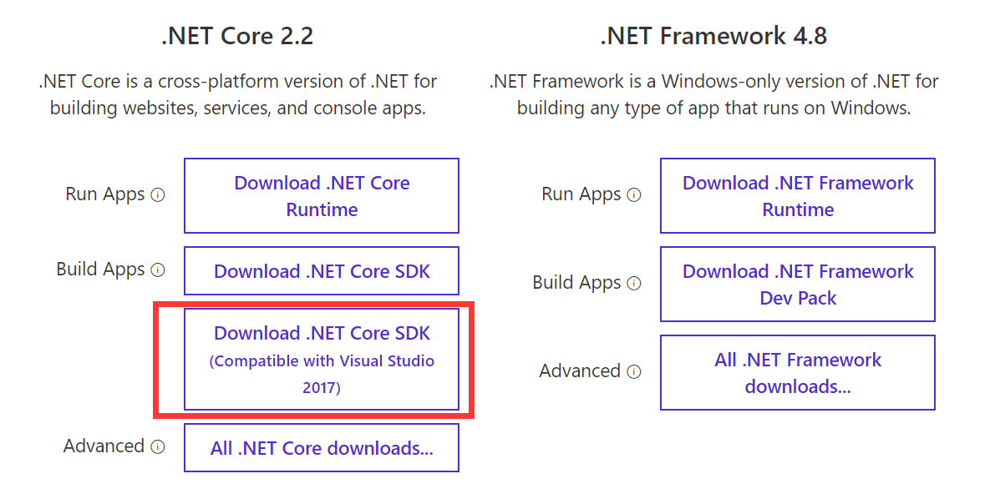 .NET Core 2.2
.NET Core is a cross-platform version of .NET for
building websites, services, and console apps.
Run Apps
Download .NET Core
Runtime
Build Apps
Download .NET Core SDK
Download .NET Core SDK
(Compatible with Visual Studio
2017)
Advanced
All .NET Core downloads...
.NET Framework 4.8
.NET Framework is a Windows-only version of .NET for
building any type of app that runs on Windows.
Run Apps
Download .NET Framework
Runtime
Build Apps
Download .NET Framework
Dev Pack
Advanced
All .NET Framework
downloads...